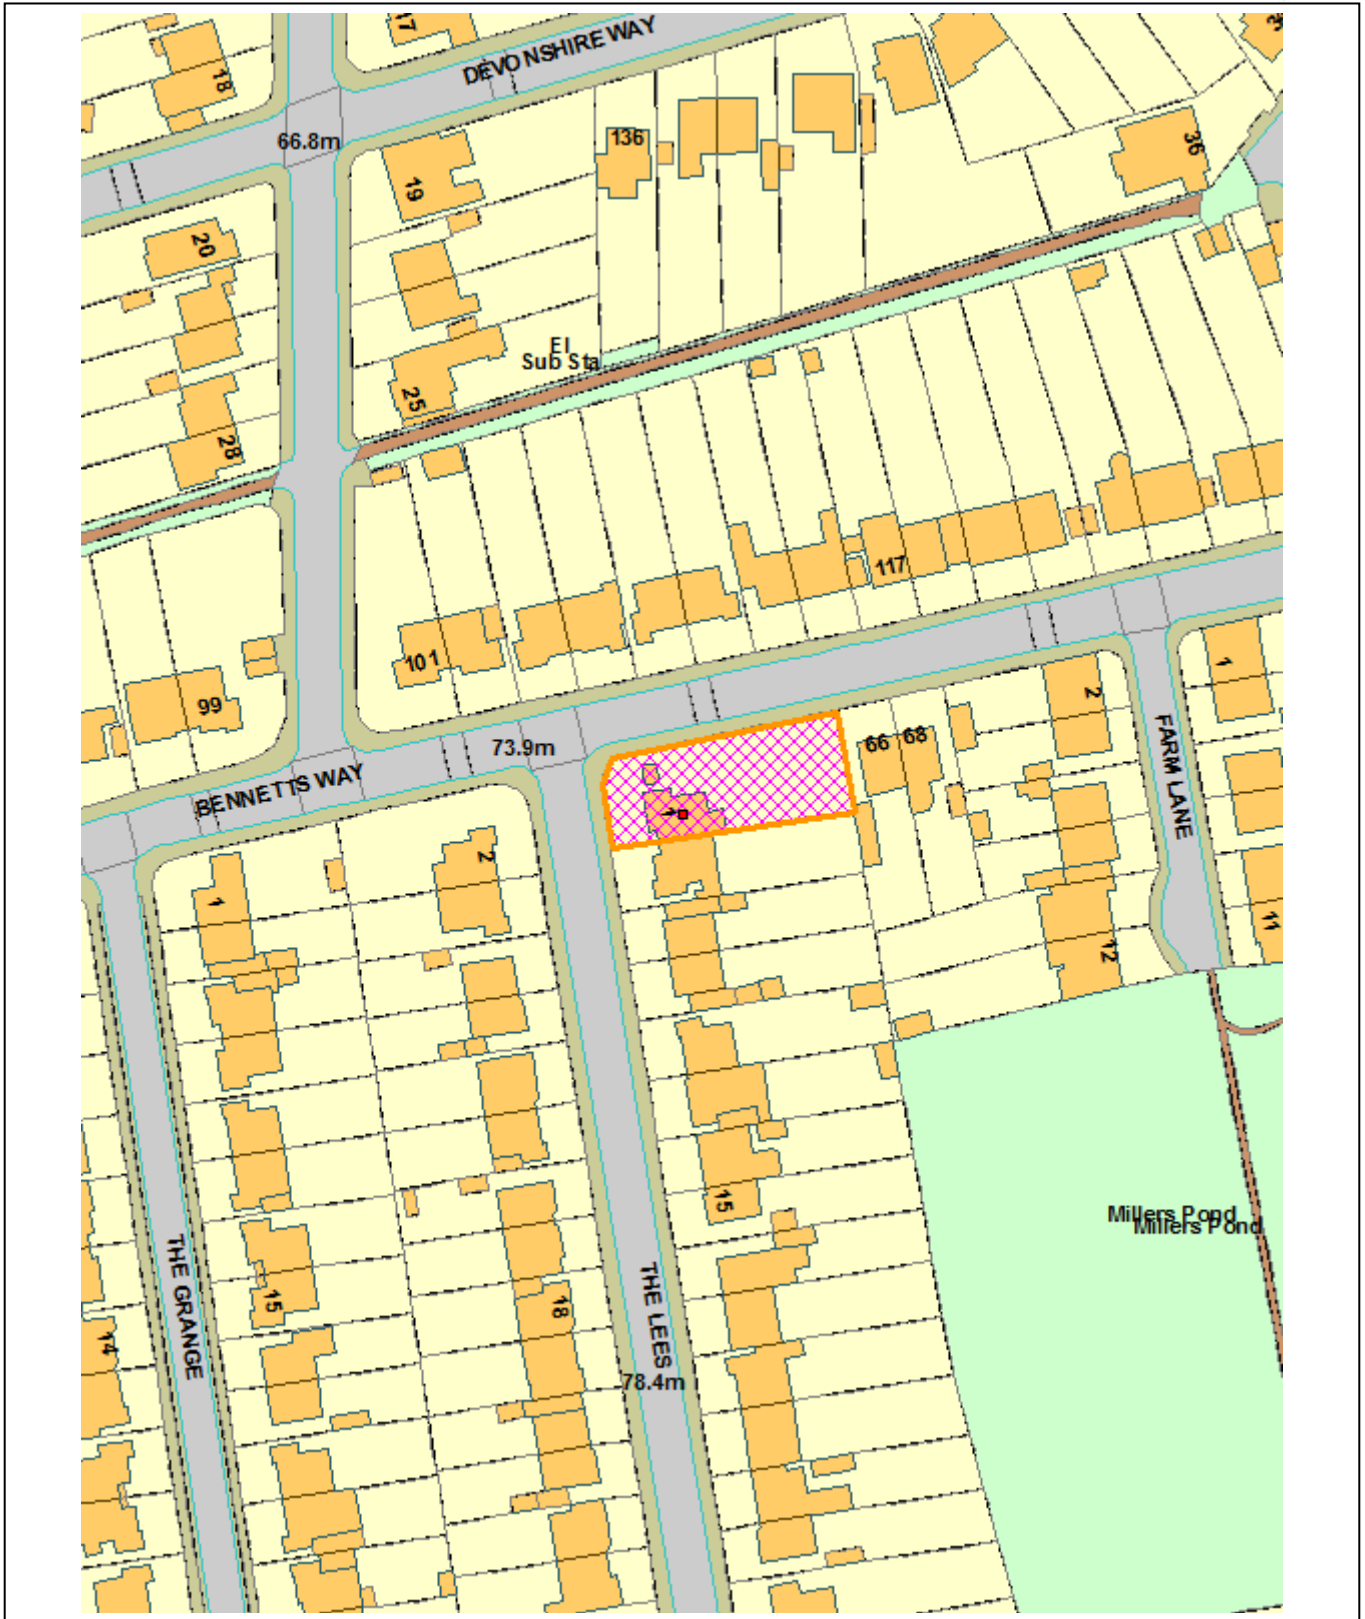 17
18
DEVONSHIRE WAY
66.8m
136
36
19
20
El
Sub Sta
25
28
117
101
99
73.9m
66
68
2
1
FARM LANE
BENNETTS WAY
1
2
1
11
12
15
Millers Pond
Millers Pond
THE GRANGE
15
18
THE LEES
14
78.4m